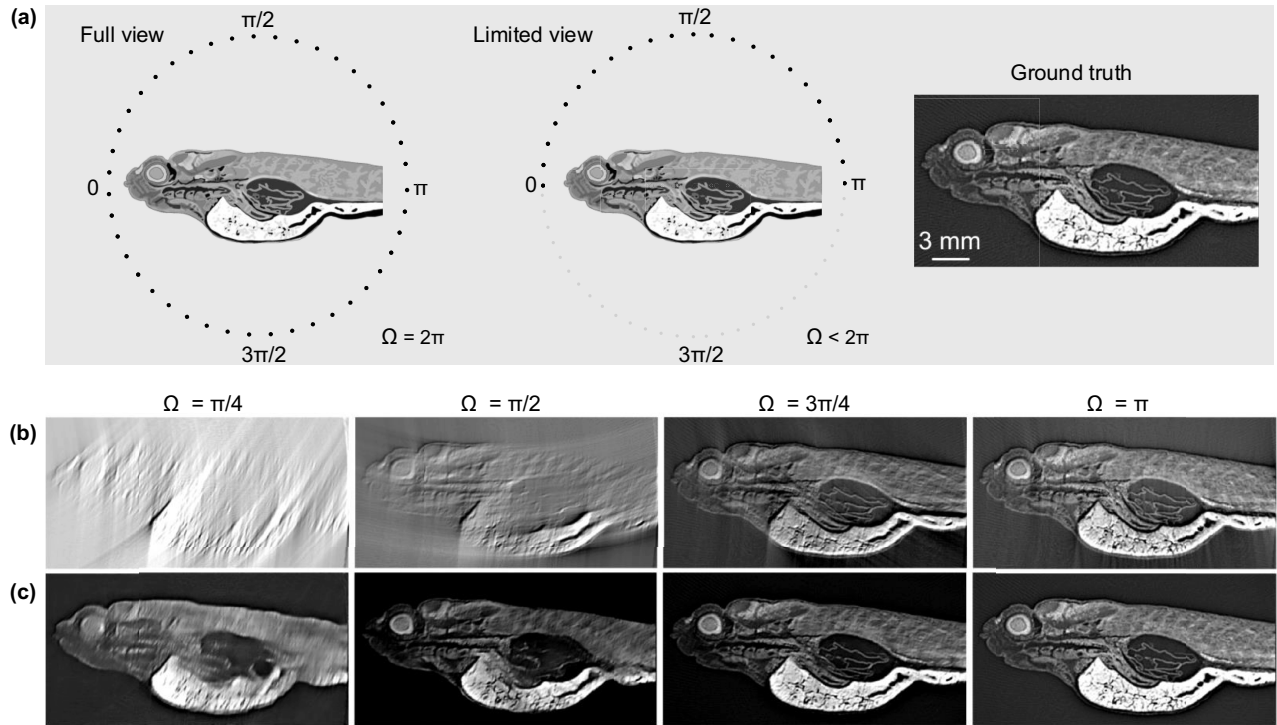 (a)
Full view
π/2
0
π
3π/2
Ω = 2π
Limited view
π/2
0
π
3π/2
Ω < 2π
Ground truth
3 mm
Ω = π/4
Ω = π/2
Ω = 3π/4
Ω = π
(b)
(c)